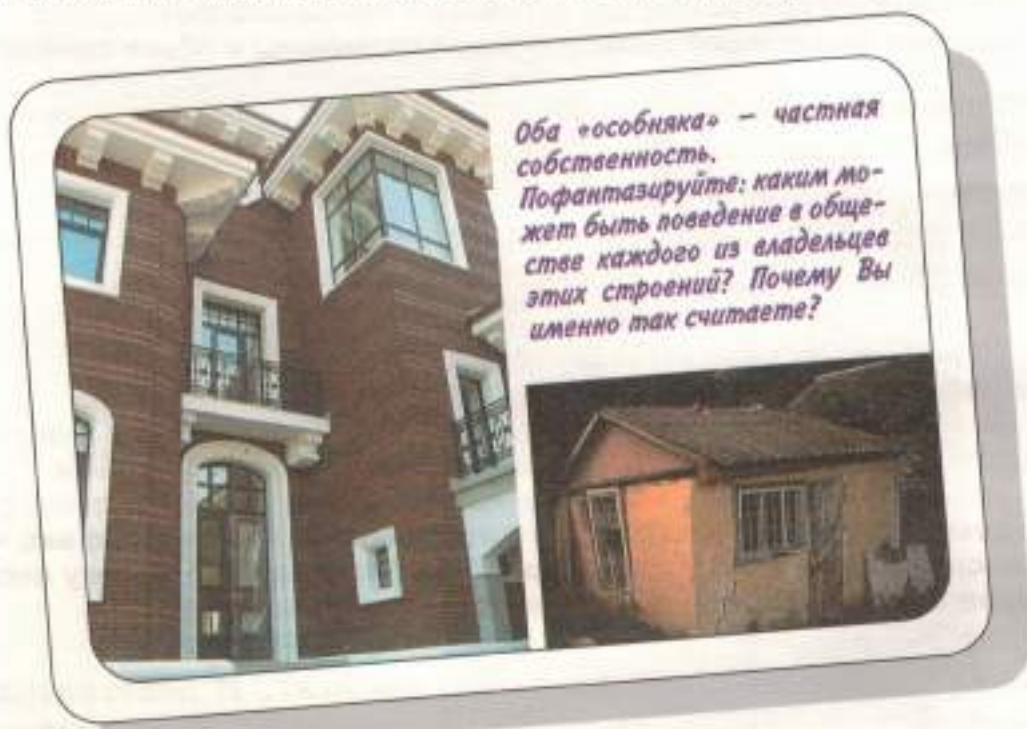 Оба «особняка» – частная
собственность.
Пофантазируйте: каким мо-
жет быть поведение в обще-
стве каждого из владельцев
этих строений? Почему Вы
именно так считаете?